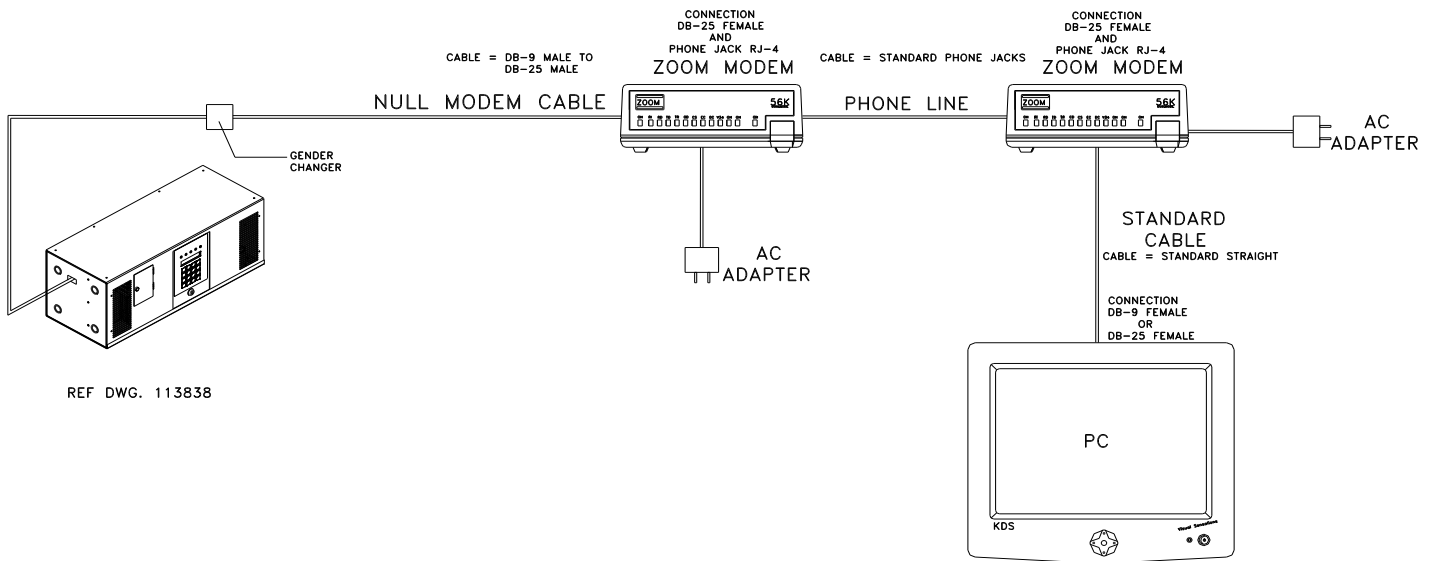 CONNECTION
DB-25 FEMALE
AND
PHONE JACK RJ-4
ZOOM MODEM
CABLE = DB-9 MALE TO
DB-25 MALE
NULL MODEM CABLE
ZOOM
56K
CABLE = STANDARD PHONE JACKS
PHONE LINE
CONNECTION
DB-25 FEMALE
AND
PHONE JACK RJ-4
ZOOM MODEM
ZOOM
56K
AC
ADAPTER
GENDER
CHANGER
AC
ADAPTER
STANDARD
CABLE
CABLE = STANDARD STRAIGHT
CONNECTION
DB-9 FEMALE
OR
DB-25 FEMALE
REF DWG. 113838
PC
KDS
Visual Sensations